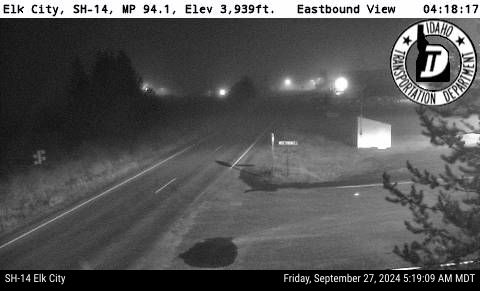 Elk City, SH-14, MP 94.1, Elev 3,939ft. Eastbound View 04:18:17
IDAHO
TRANSPORTATION DEPARTMENT
SH-14 Elk City Friday, September 27, 2024 5:19:09 AM MDT